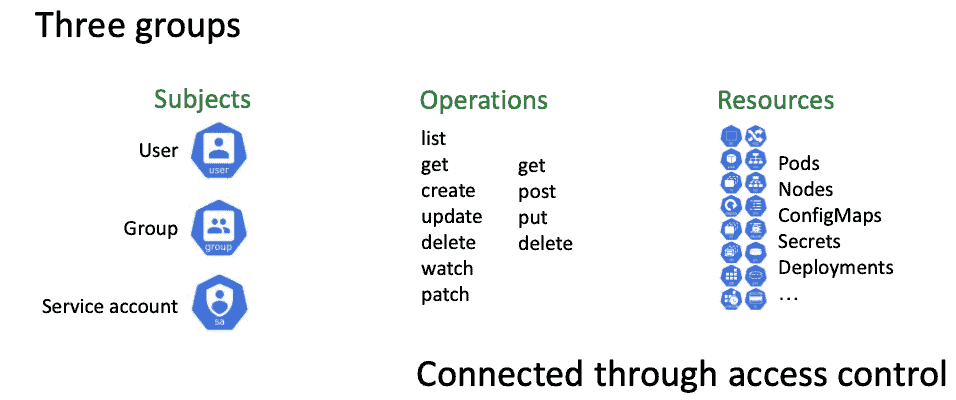 Three groups
Subjects
User
user
Group
group
Service account
sa
Operations
list
get
create
update
delete
watch
patch
get
post
put
delete
Resources
Pods
Nodes
ConfigMaps
Secrets
Deployments
...
Connected through access control